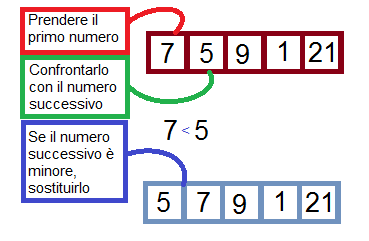 Prendere il
primo numero
7 5 9 1 21
Confrontarlo
con il numero
successivo
7 < 5
Se il numero
successivo è
minore,
sostituirlo
5 7 9 1 21